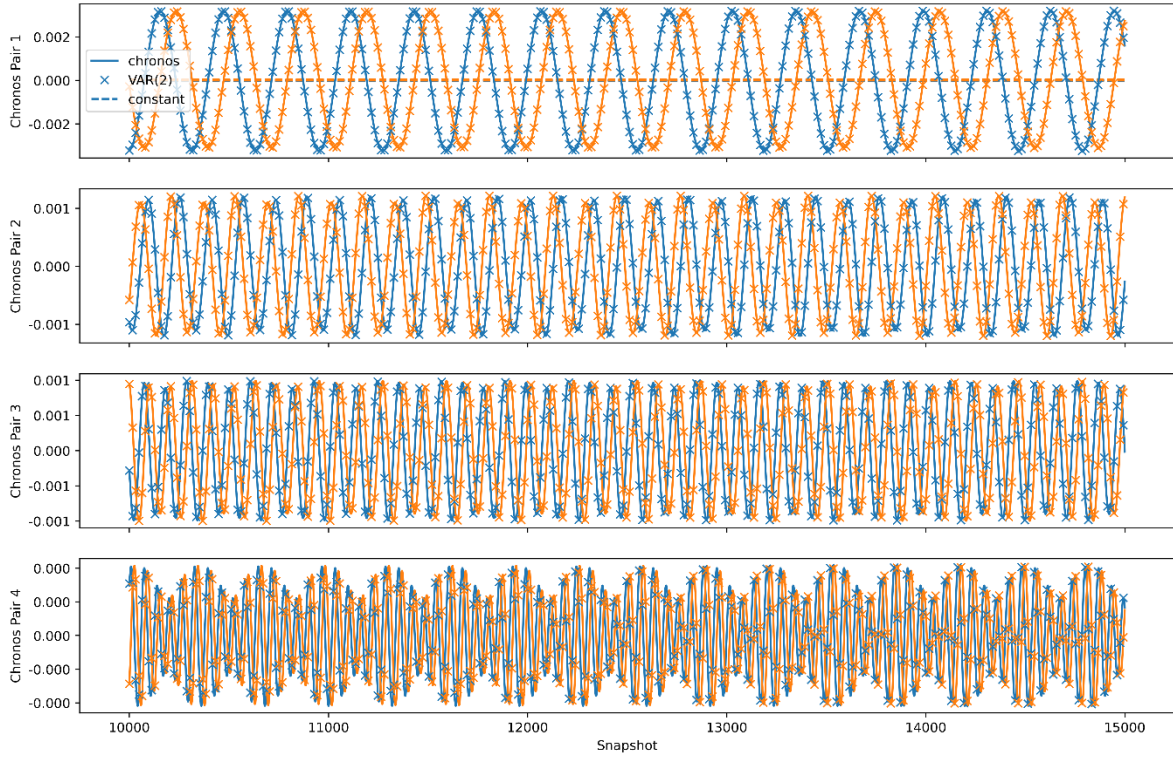 Chronos Pair 1
0.002
0.000
-0.002
chronos
VAR(2)
constant
Chronos Pair 2
0.001
0.000
-0.001
Chronos Pair 3
0.001
0.001
0.000
-0.001
-0.001
Chronos Pair 4
0.000
0.000
0.000
-0.000
-0.000
10000 11000 12000 13000 14000 15000
Snapshot